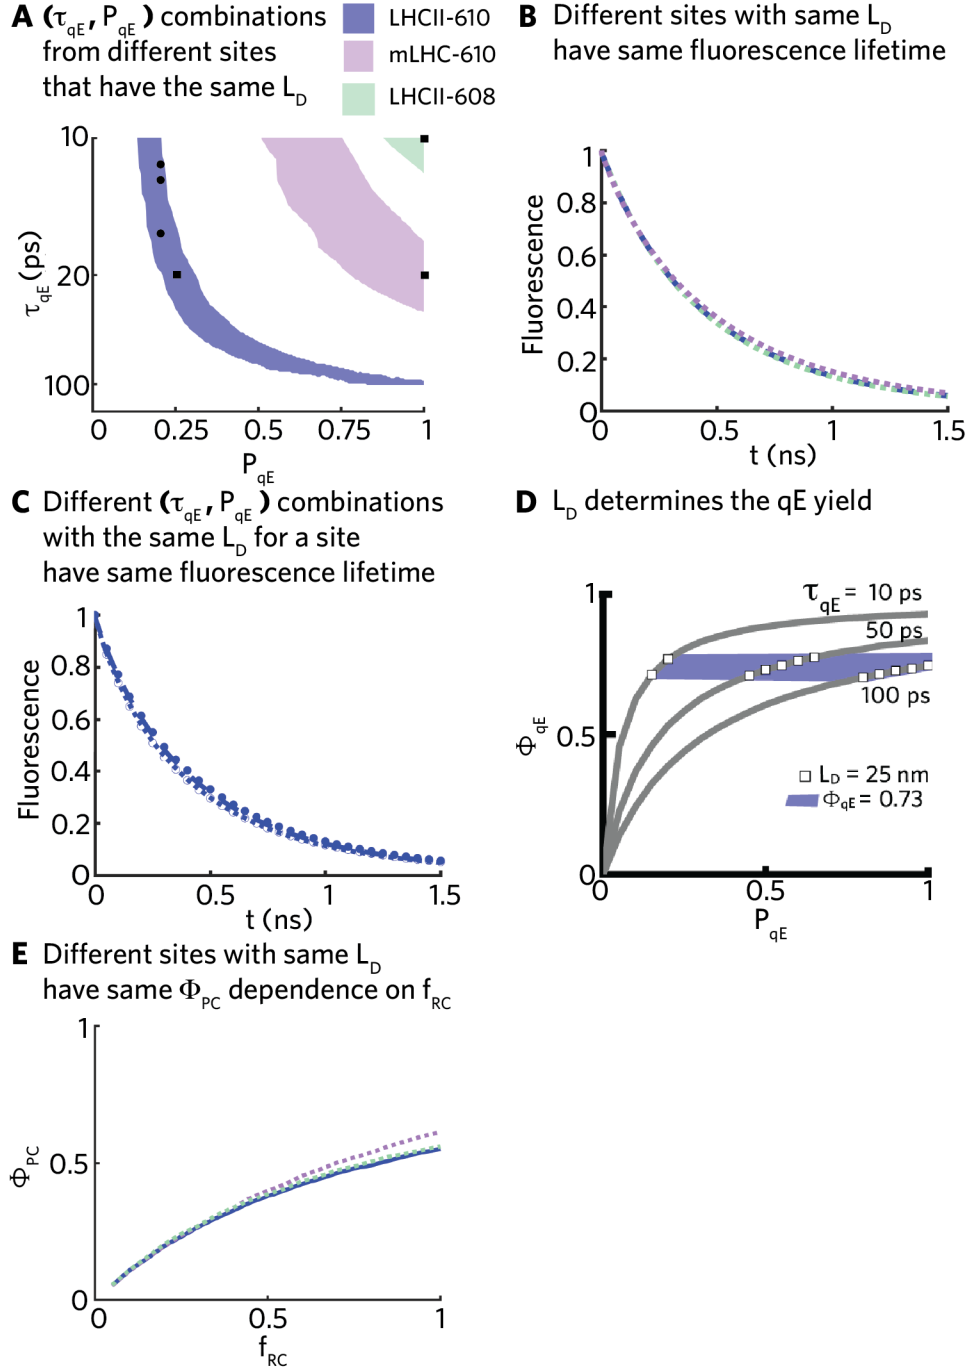 A (τqE, PqE) combinations
from different sites
that have the same LD
LHCII-610
mLHC-610
LHCII-608
10
20
100
τqE (ps)
0 0.25 0.5 0.75 1
PqE
B Different sites with same LD
have same fluorescence lifetime
1
0.8
0.6
0.4
0.2
0
Fluorescence
0 0.5 1 1.5
t (ns)
C Different (τqE, PqE) combinations
with the same LD for a site
have same fluorescence lifetime
1
0.8
0.6
0.4
0.2
0
Fluorescence
0 0.5 1 1.5
t (ns)
D LD determines the qE yield
1
0.5
0
ΦqE
τqE = 10 ps
50 ps
100 ps
LD = 25 nm
ΦqE = 0.73
0 0.5 1
PqE
E Different sites with same LD
have same ΦPC dependence on fRC
1
0.5
0
ΦPC
0 0.5 1
fRC